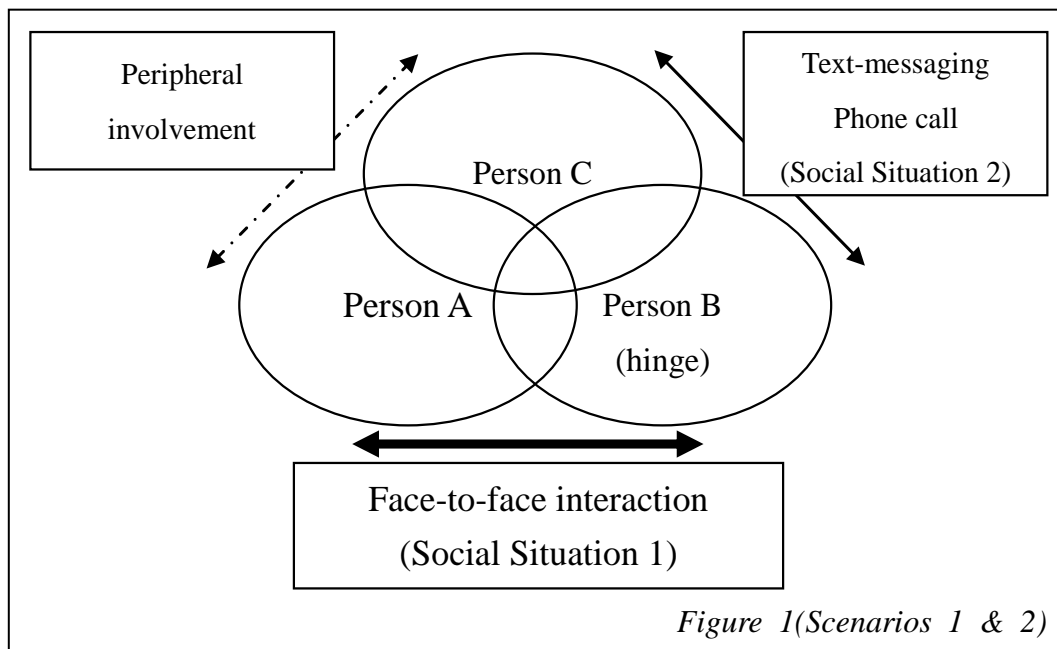 Peripheral
involvement
Text-messaging
Phone call
(Social Situation 2)
Person C
Person A
Person B
(hinge)
Face-to-face interaction
(Social Situation 1)
Figure 1(Scenarios 1 & 2)